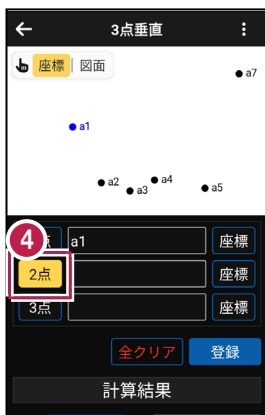 3点垂直
座標 図面
a7
a1
a2 a3 a4 a5
4 点 a1 座標
2点 座標
3点 座標
全クリア 登録
計算結果